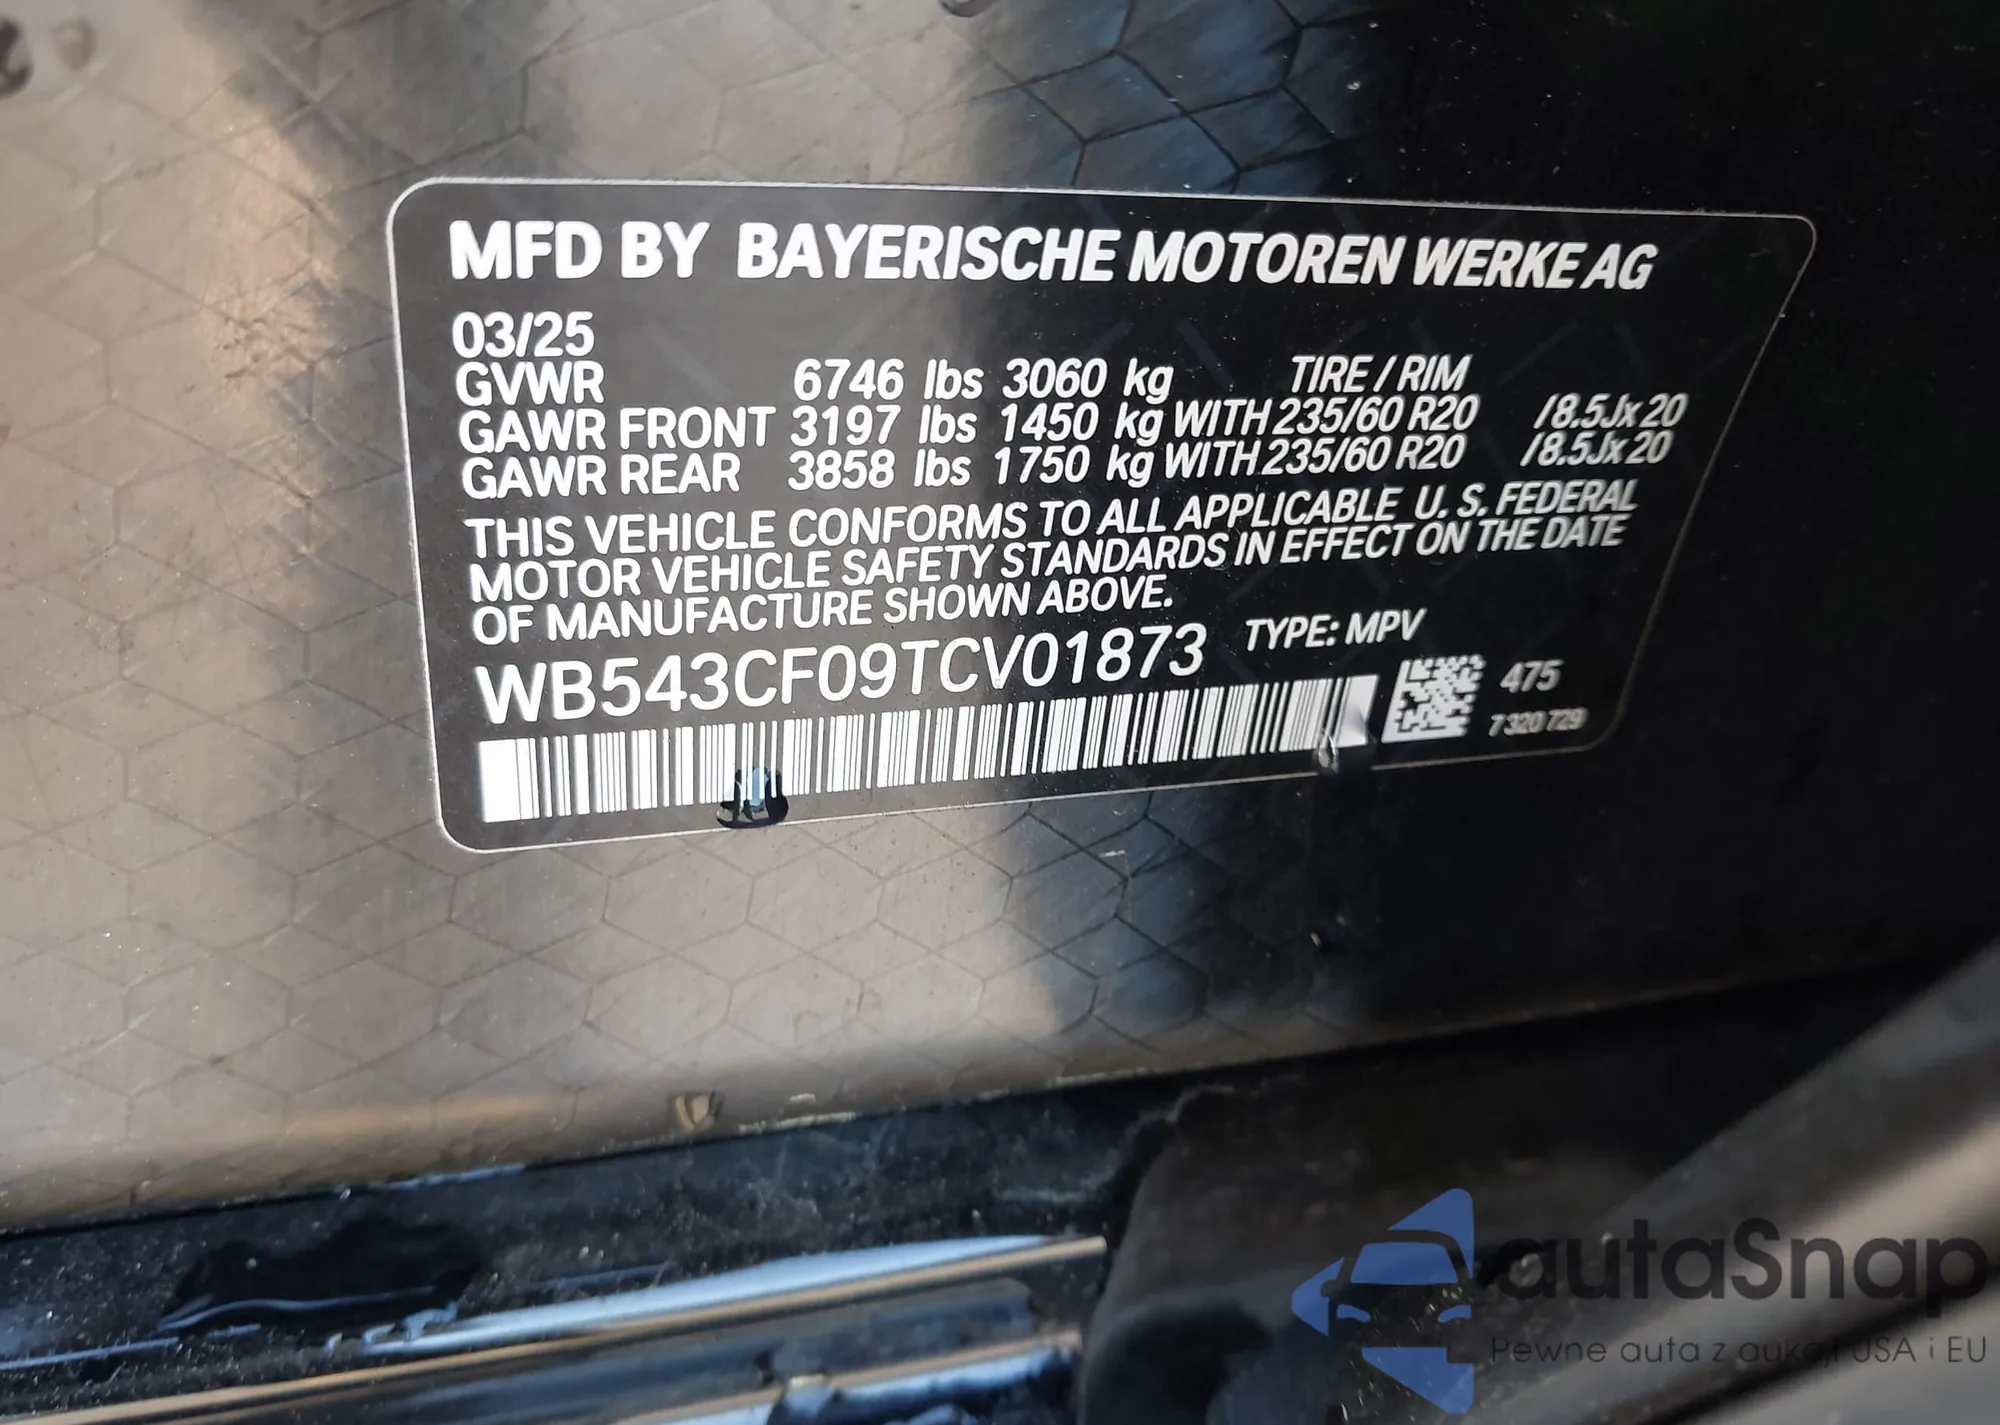 MFD BY BAYERISCHE MOTOREN WERKE AG
03/25
GVWR 6746 lbs 3060 kg TIRE / RIM
GAWR FRONT 3197 lbs 1450 kg WITH 235/60 R20 /8.5Jx20
GAWR REAR 3858 lbs 1750 kg WITH 235/60 R20 /8.5Jx20
THIS VEHICLE CONFORMS TO ALL APPLICABLE U. S. FEDERAL
MOTOR VEHICLE SAFETY STANDARDS IN EFFECT ON THE DATE
OF MANUFACTURE SHOWN ABOVE.
WB543CF09TCV01873 TYPE: MPV
475
7 320 729
autaSnap
Pewne auta z aukcji USA i EU